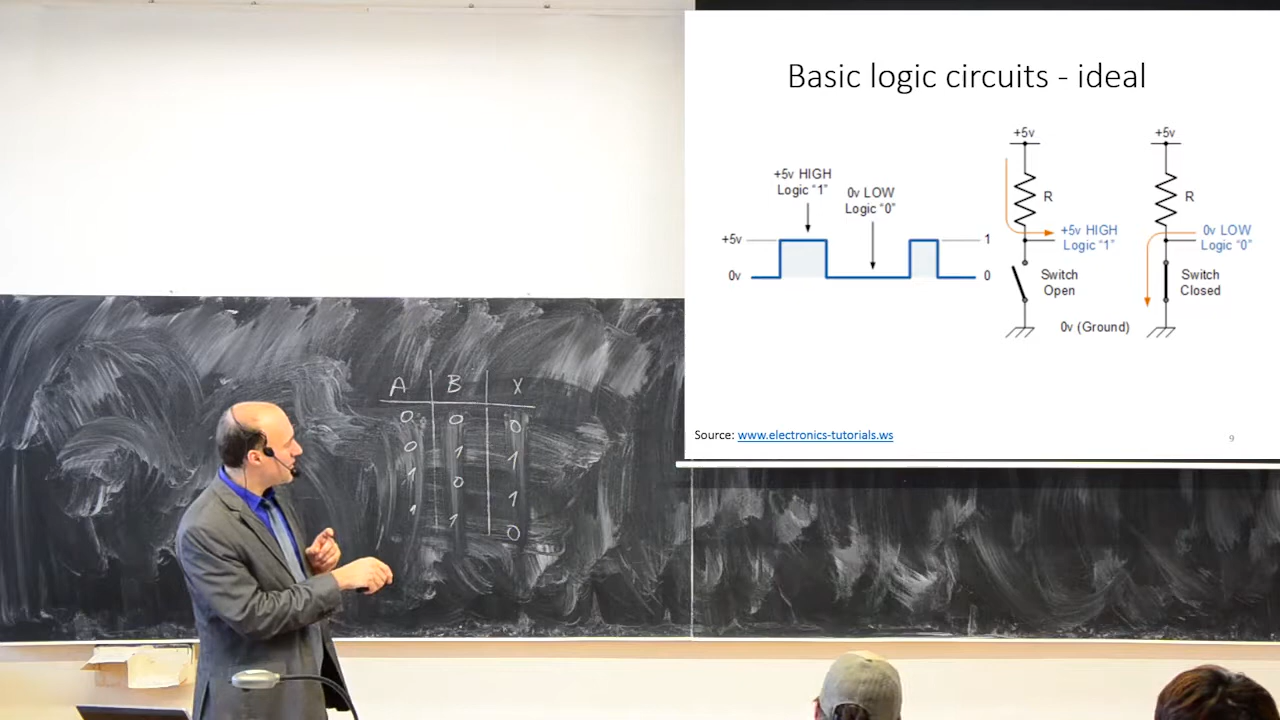 Basic logic circuits - ideal
+5v HIGH
Logic "1"
0v LOW
Logic "0"
+5v
0v
1
0
+5v
R
+5v HIGH
Logic "1"
Switch
Open
0v (Ground)
+5v
R
0v LOW
Logic "0"
Switch
Closed
Source: www.electronics-tutorials.ws
9
A B X
0 0 0
0 1 1
1 0 1
1 1 0